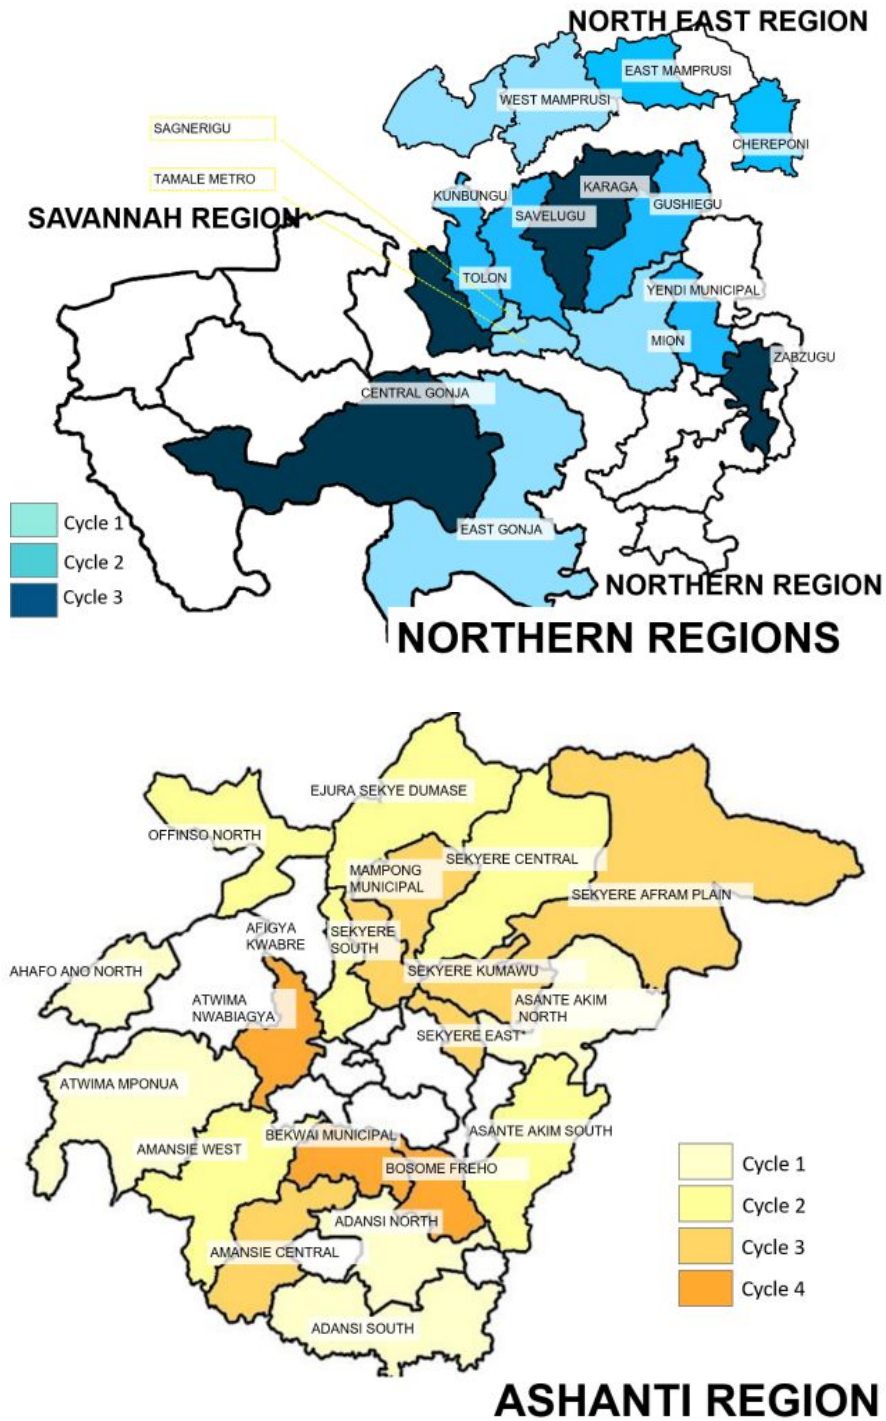 NORTH EAST REGION
EAST MAMPRUSI
WEST MAMPRUSI
SAGNERIGU
CHEREPONI
TAMALE METRO
KARAGA
KUNBUNGU
GUSHIEGU
SAVELUGU
SAVANNAH REGION
TOLON
YENDI MUNICIPAL
MION
ZABZUGU
CENTRAL GONJA
Cycle 1
EAST GONJA
Cycle 2
Cycle 3
NORTHERN REGION
NORTHERN REGIONS
EJURA SEKYE DUMASE
OFFINSO NORTH
SEKYERE CENTRAL
MAMPONG
MUNICIPAL
SEKYERE AFRAM PLAIN
AFIGYA
KWABRE
SEKYERE
SOUTH
AHAFO ANO NORTH
SEKYERE KUMAWU
ATWIMA
NWABIAGYA
ASANTE AKIM
NORTH
SEKYERE EAST*
ATWIMA MPONUA
ASANTE AKIM SOUTH
BEKWAI MUNICIPAL
AMANSIE WEST
BOSOME FREHO
Cycle 1
Cycle 2
ADANSI NORTH
Cycle 3
AMANSIE CENTRAL
Cycle 4
ADANSI SOUTH
ASHANTI REGION